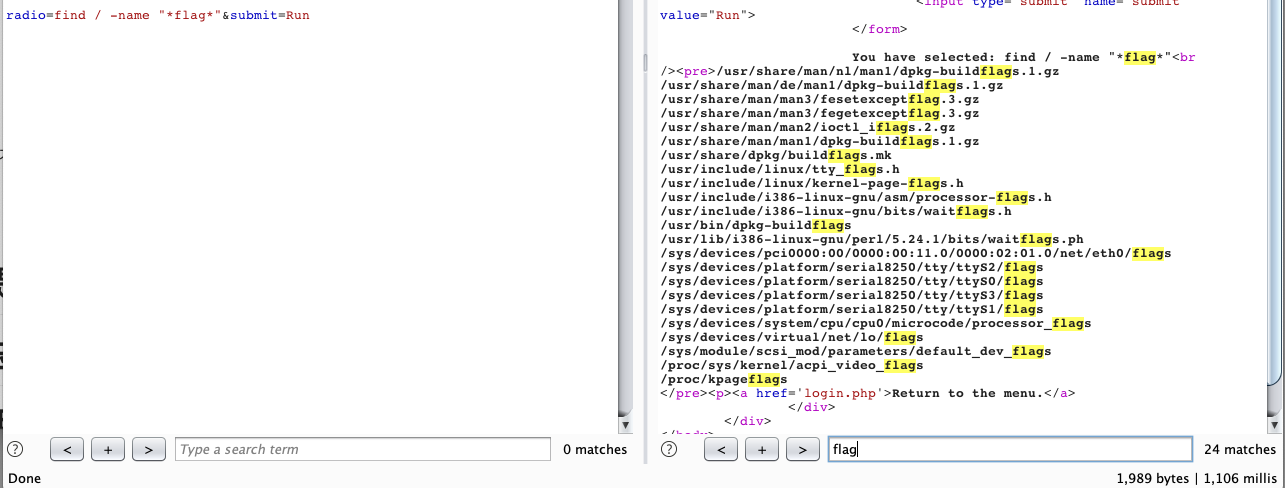 radio=find / -name "*flag*"&submit=Run
<input type="submit" name="submit"
value="Run">
</form>
You have selected: find / -name "*flag*"<br
/><pre>/usr/share/man/nl/man1/dpkg-buildflags.1.gz
/usr/share/man/de/man1/dpkg-buildflags.1.gz
/usr/share/man/man3/fesetexceptflag.3.gz
/usr/share/man/man3/fegetexceptflag.3.gz
/usr/share/man/man2/ioctl_iflags.2.gz
/usr/share/man/man1/dpkg-buildflags.1.gz
/usr/share/dpkg/buildflags.mk
/usr/include/linux/tty_flags.h
/usr/include/linux/kernel-page-flags.h
/usr/include/i386-linux-gnu/asm/processor-flags.h
/usr/include/i386-linux-gnu/bits/waitflags.h
/usr/bin/dpkg-buildflags
/usr/lib/i386-linux-gnu/perl/5.24.1/bits/waitflags.ph
/sys/devices/pci0000:00/0000:00:11.0/0000:02:01.0/net/eth0/flags
/sys/devices/platform/serial8250/tty/ttyS2/flags
/sys/devices/platform/serial8250/tty/ttyS0/flags
/sys/devices/platform/serial8250/tty/ttyS3/flags
/sys/devices/platform/serial8250/tty/ttyS1/flags
/sys/devices/system/cpu/cpu0/microcode/processor_flags
/sys/devices/virtual/net/lo/flags
/sys/module/scsi_mod/parameters/default_dev_flags
/proc/sys/kernel/acpi_video_flags
/proc/kpageflags
</pre><p><a href='login.php'>Return to the menu.</a>
</div>
</div>
? < + > Type a search term 0 matches
? < + > flag 24 matches
Done
1,989 bytes | 1,106 millis